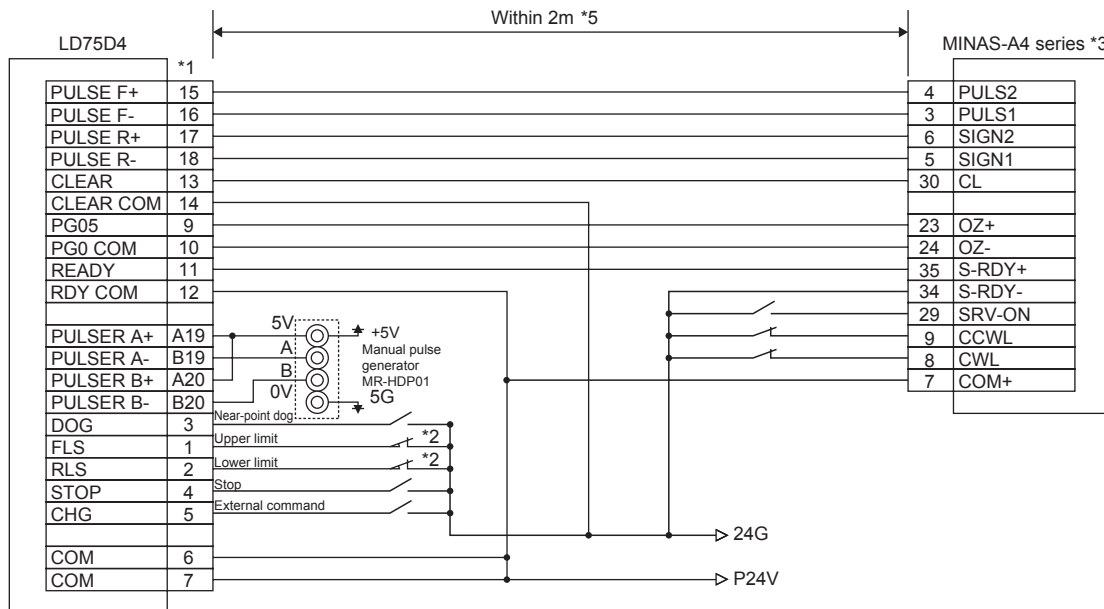 Within 2m *5
LD75D4
MINAS-A4 series *3
*1
PULSE F+ 15 4 PULS2
PULSE F- 16 3 PULS1
PULSE R+ 17 6 SIGN2
PULSE R- 18 5 SIGN1
CLEAR 13 30 CL
CLEAR COM 14
PG05 9 23 OZ+
PG0 COM 10 24 OZ-
READY 11 35 S-RDY+
RDY COM 12 34 S-RDY-
29 SRV-ON
9 CCWL
8 CWL
7 COM+
PULSER A+ A19 5V +5V
PULSER A- B19 A
PULSER B+ A20 B
PULSER B- B20 0V 5G
Manual pulse
generator
MR-HDP01
DOG 3 Near-point dog
FLS 1 Upper limit *2
RLS 2 Lower limit *2
STOP 4 Stop
CHG 5 External command
24G
COM 6
COM 7 P24V